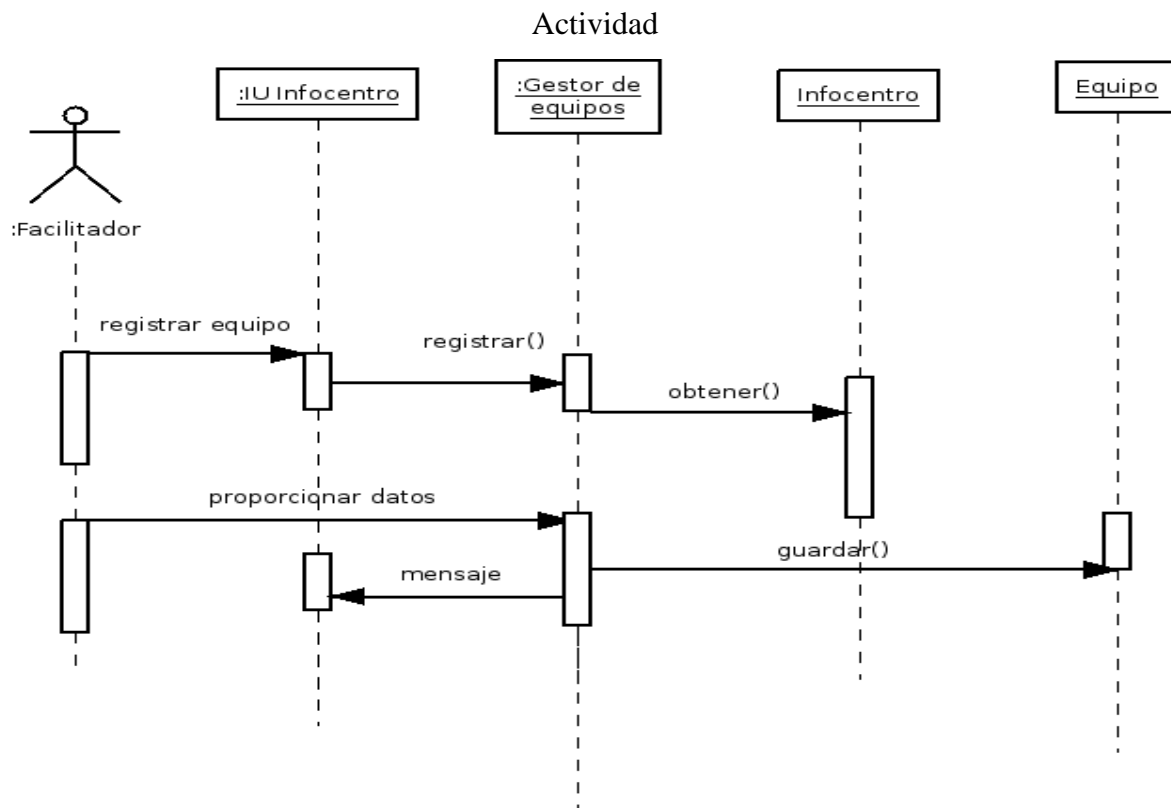 Actividad
:IU Infocentro
:Gestor de
equipos
Infocentro
Equipo
:Facilitador
registrar equipo
registrar()
obtener()
proporcionar datos
guardar()
mensaje